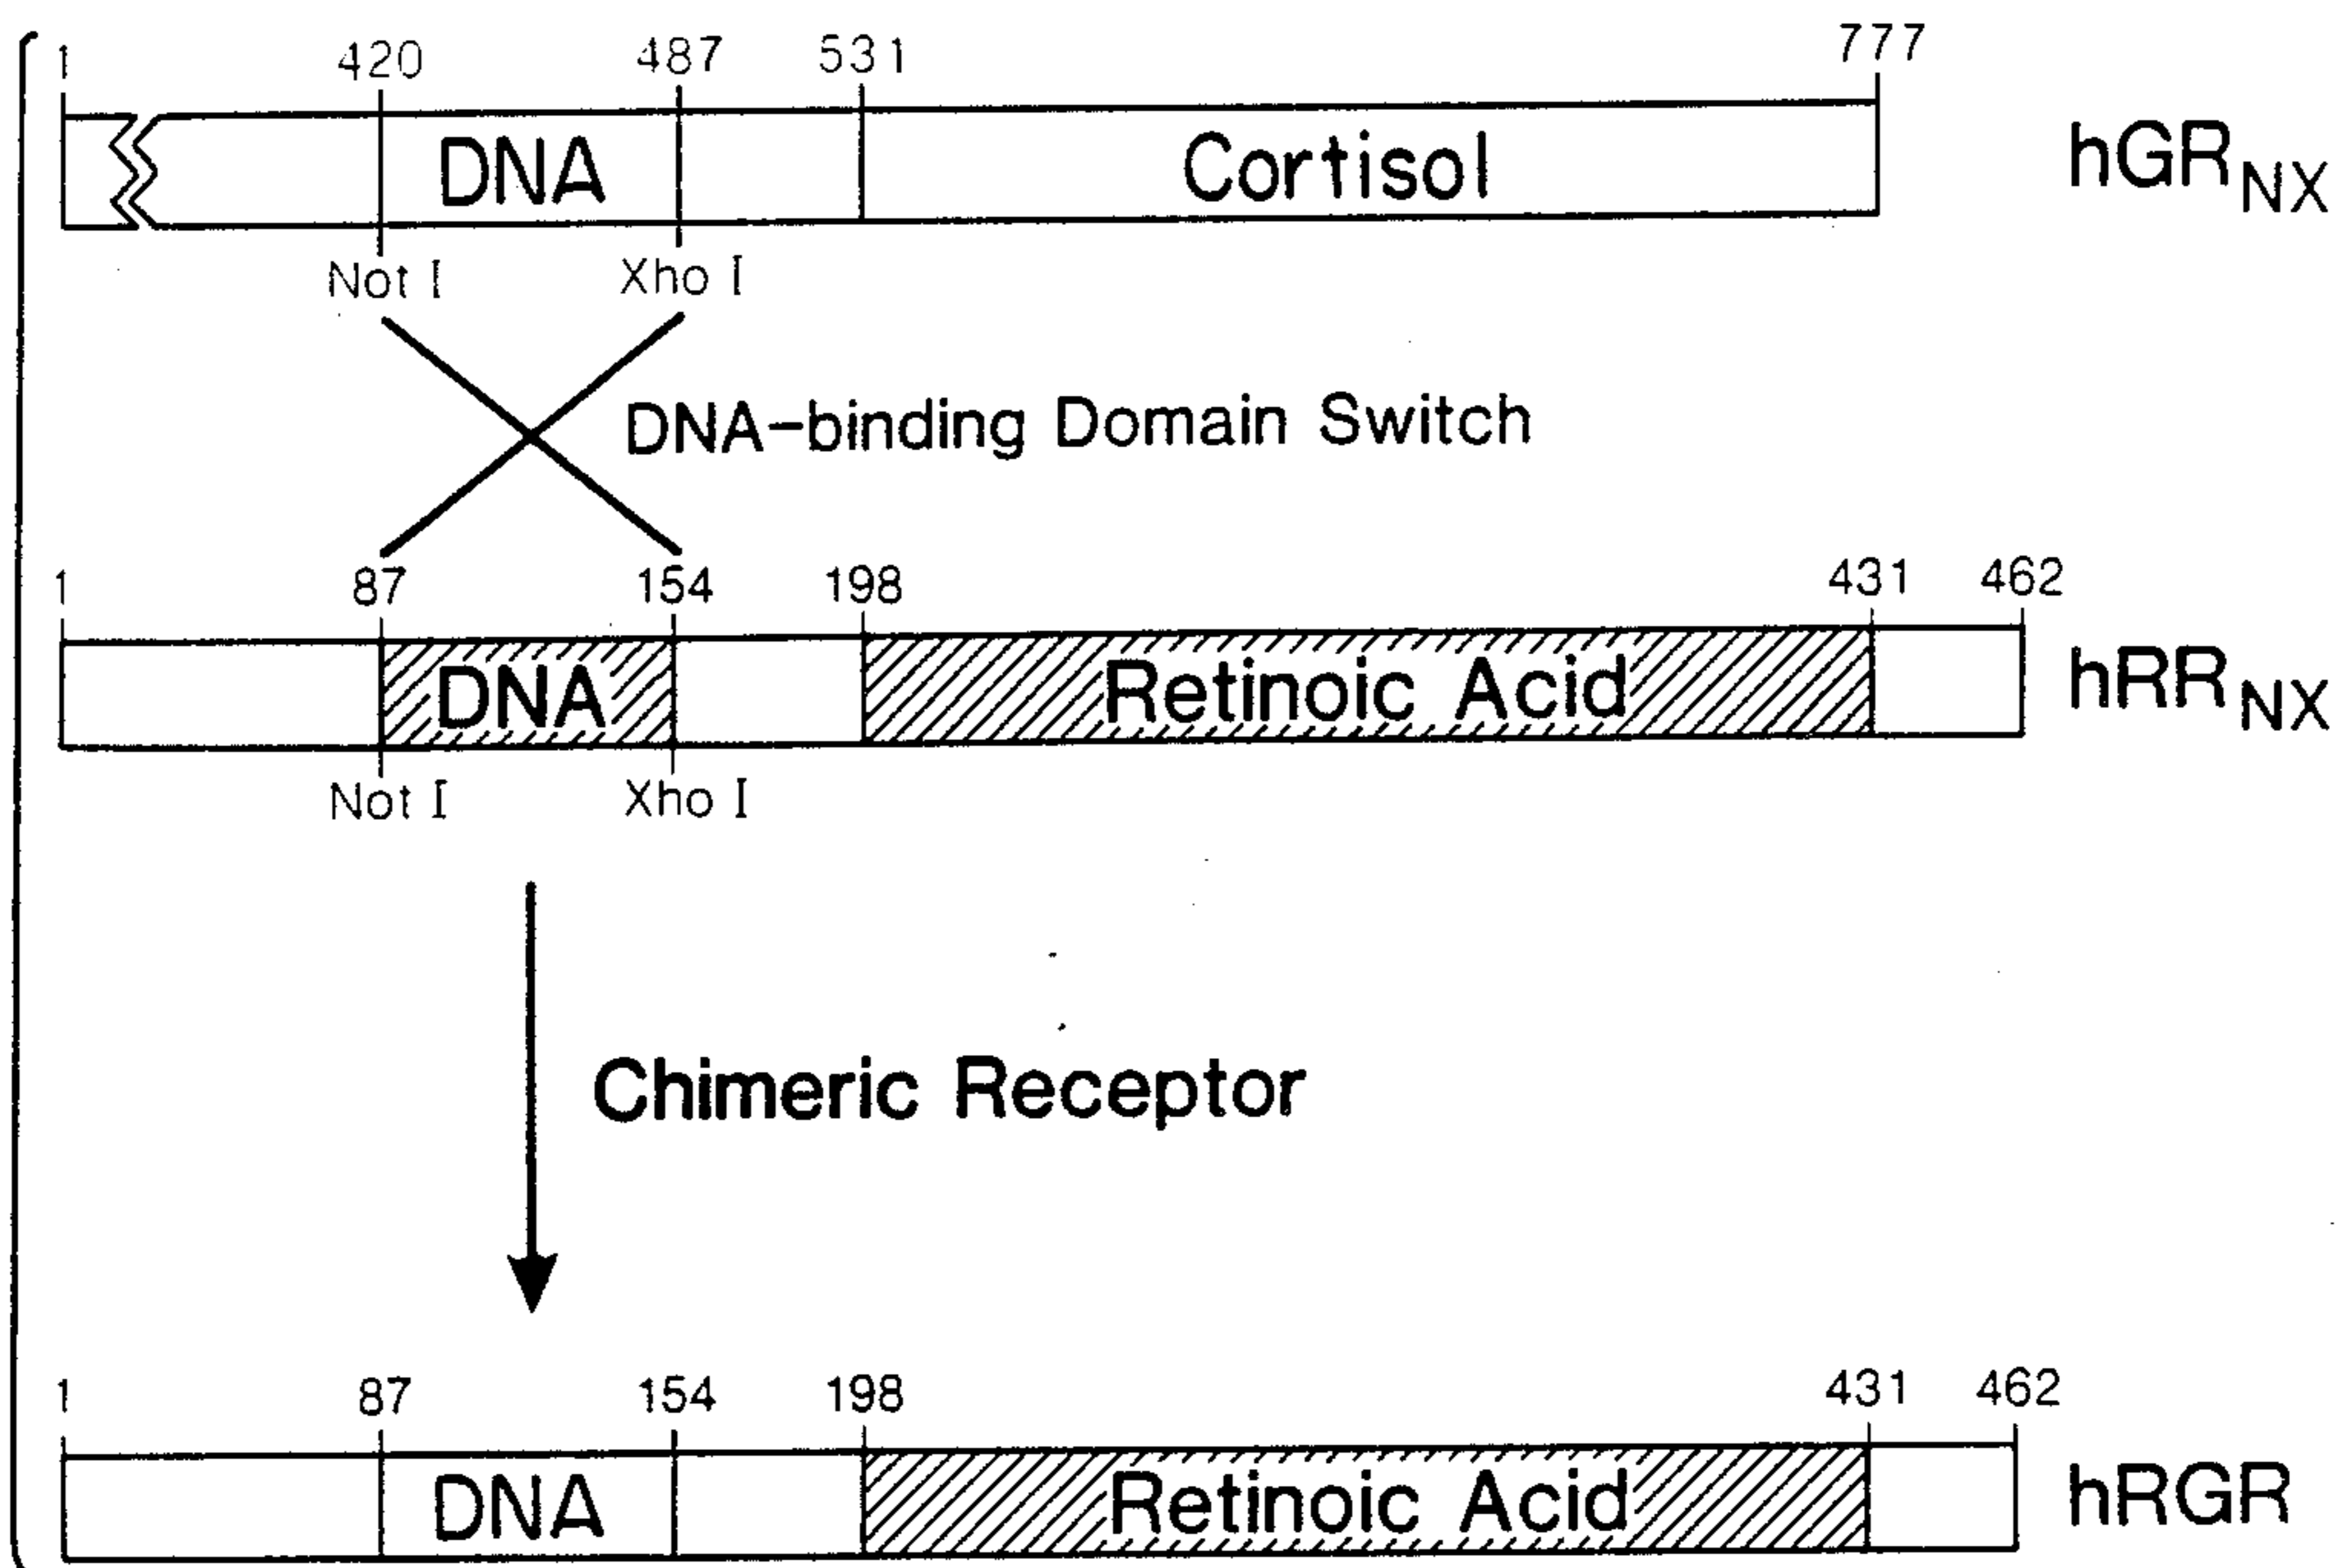 1 420 487 531 777
DNA Cortisol hGRNX
Not I Xho I
DNA-binding Domain Switch
1 87 154 198 431 462
DNA Retinoic Acid hRRNX
Not I Xho I
Chimeric Receptor
1 87 154 198 431 462
DNA Retinoic Acid hRGR